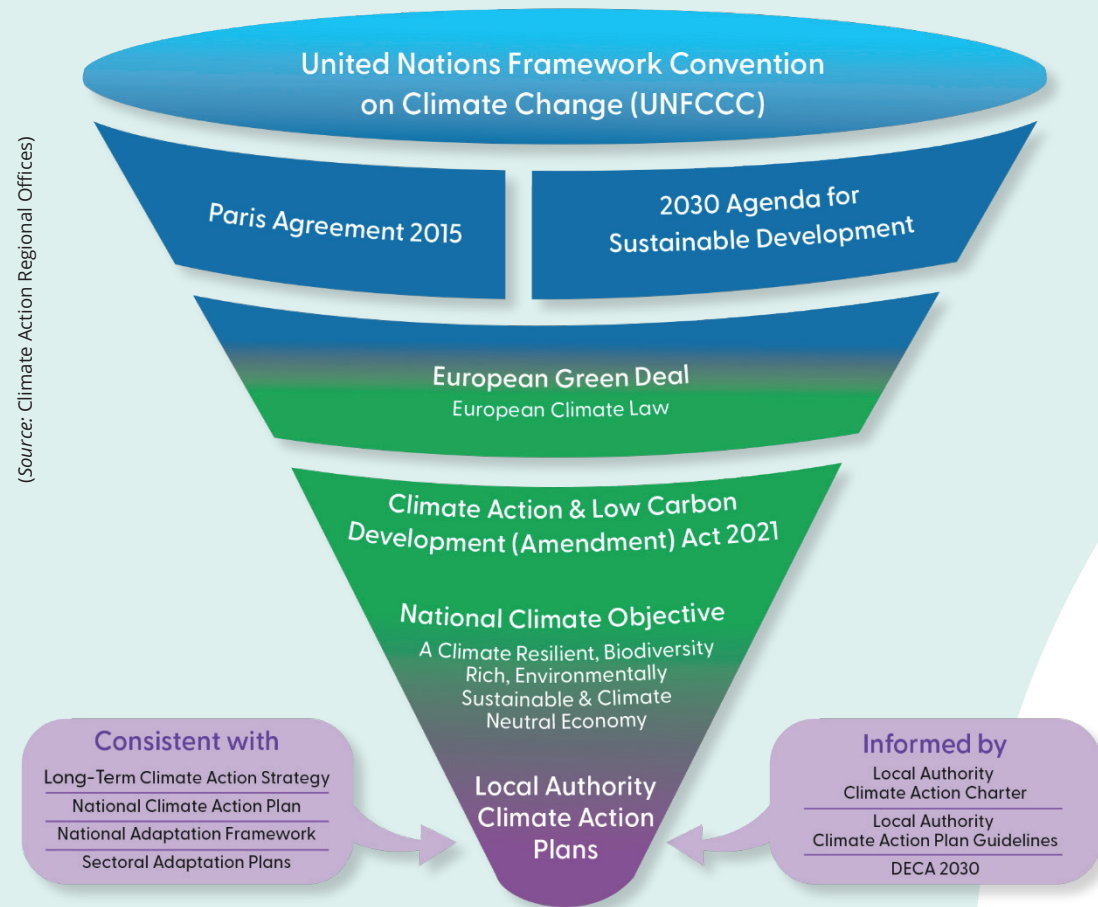 United Nations Framework Convention
on Climate Change (UNFCCC)
Paris Agreement 2015
2030 Agenda for
Sustainable Development
European Green Deal
European Climate Law
Climate Action & Low Carbon
Development (Amendment) Act 2021
National Climate Objective
A Climate Resilient, Biodiversity
Rich, Environmentally
Sustainable & Climate
Neutral Economy
Local Authority
Climate Action
Plans
Consistent with
Long-Term Climate Action Strategy
National Climate Action Plan
National Adaptation Framework
Sectoral Adaptation Plans
Informed by
Local Authority
Climate Action Charter
Local Authority
Climate Action Plan Guidelines
DECA 2030
(Source: Climate Action Regional Offices)